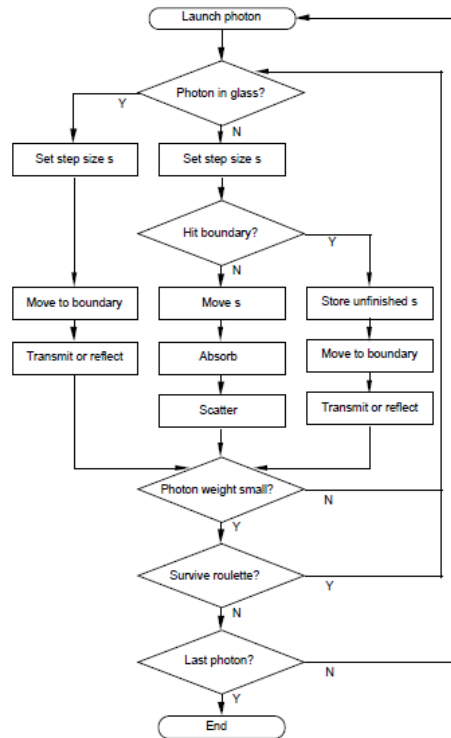 Launch photon
Photon in glass?
Y
N
Set step size s
Set step size s
Hit boundary?
Y
N
Move to boundary
Move s
Store unfinished s
Transmit or reflect
Absorb
Move to boundary
Scatter
Transmit or reflect
Photon weight small?
N
Y
Survive roulette?
Y
N
Last photon?
N
Y
End